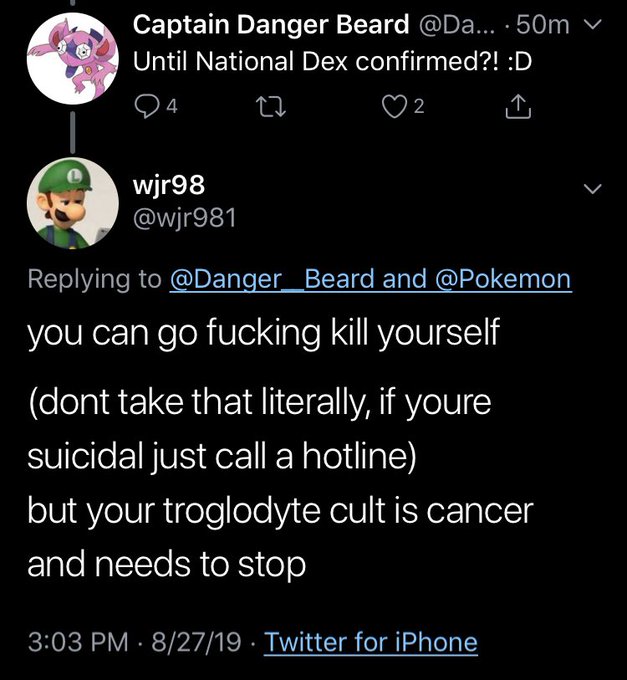 Captain Danger Beard @Da... · 50m
Until National Dex confirmed?! :D
4 2
L
wjr98
@wjr981
Replying to @Danger__Beard and @Pokemon
you can go fucking kill yourself
(dont take that literally, if youre
suicidal just call a hotline)
but your troglodyte cult is cancer
and needs to stop
3:03 PM · 8/27/19 · Twitter for iPhone